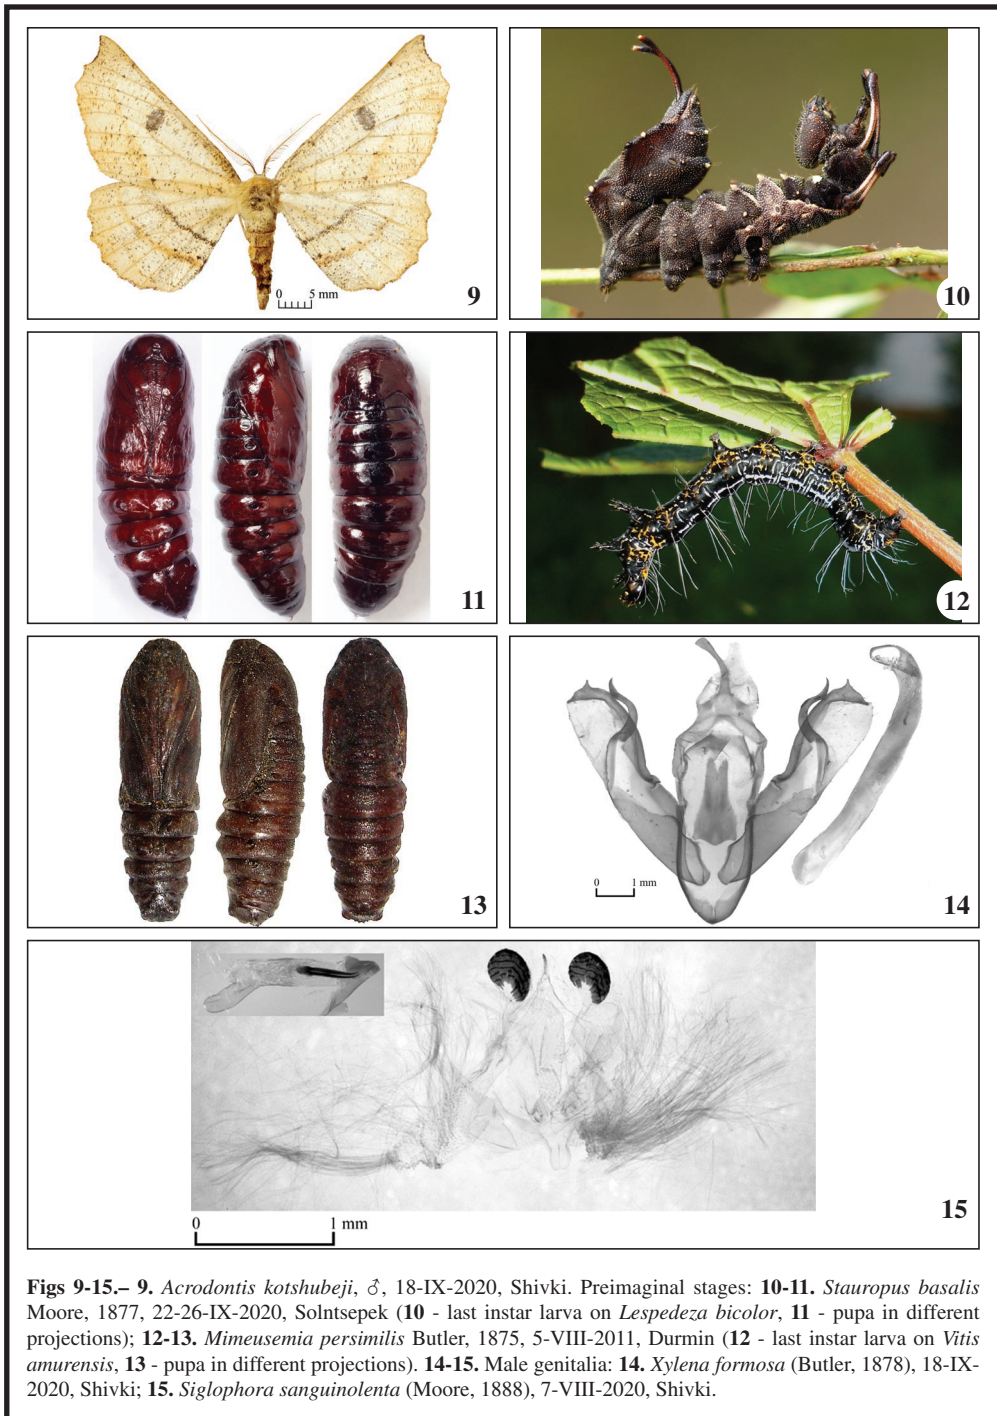 9
0 5 mm
10
11
12
13
0 1 mm
14
0 1 mm
15
Figs 9-15.– 9. Acrodontis kotshubeji, ♂, 18-IX-2020, Shivki. Preimaginal stages: 10-11. Stauropus basalis
Moore, 1877, 22-26-IX-2020, Solntsepek (10 - last instar larva on Lespedeza bicolor, 11 - pupa in different
projections); 12-13. Mimeusemia persimilis Butler, 1875, 5-VIII-2011, Durmin (12 - last instar larva on Vitis
amurensis, 13 - pupa in different projections). 14-15. Male genitalia: 14. Xylena formosa (Butler, 1878), 18-IX-
2020, Shivki; 15. Siglophora sanguinolenta (Moore, 1888), 7-VIII-2020, Shivki.